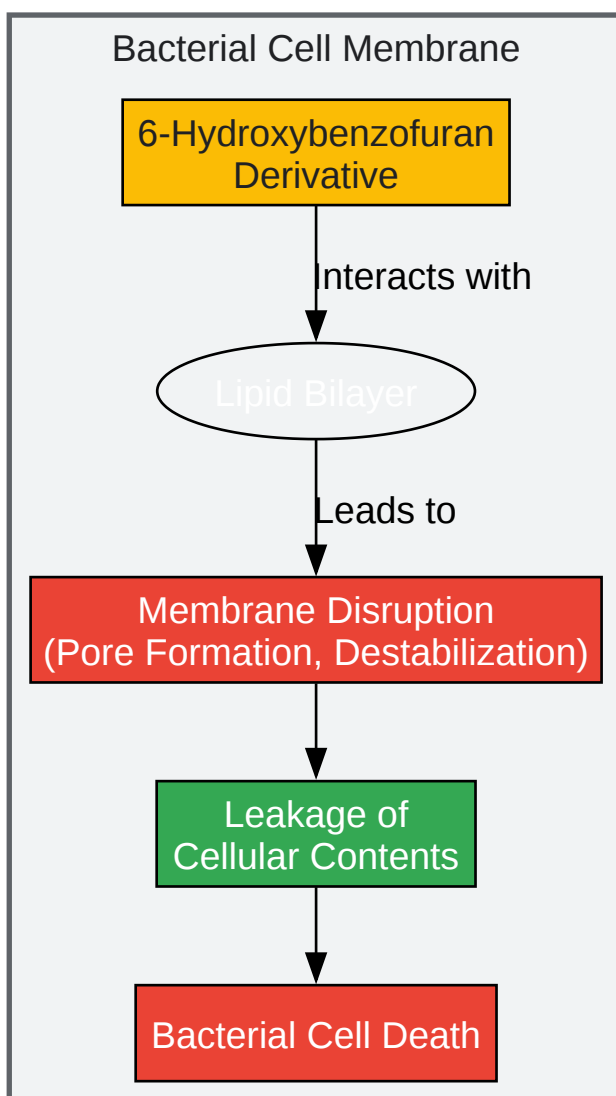 Bacterial Cell Membrane
6-Hydroxybenzofuran
Derivative
Interacts with
Lipid Bilayer
Leads to
Membrane Disruption
(Pore Formation, Destabilization)
Leakage of
Cellular Contents
Bacterial Cell Death